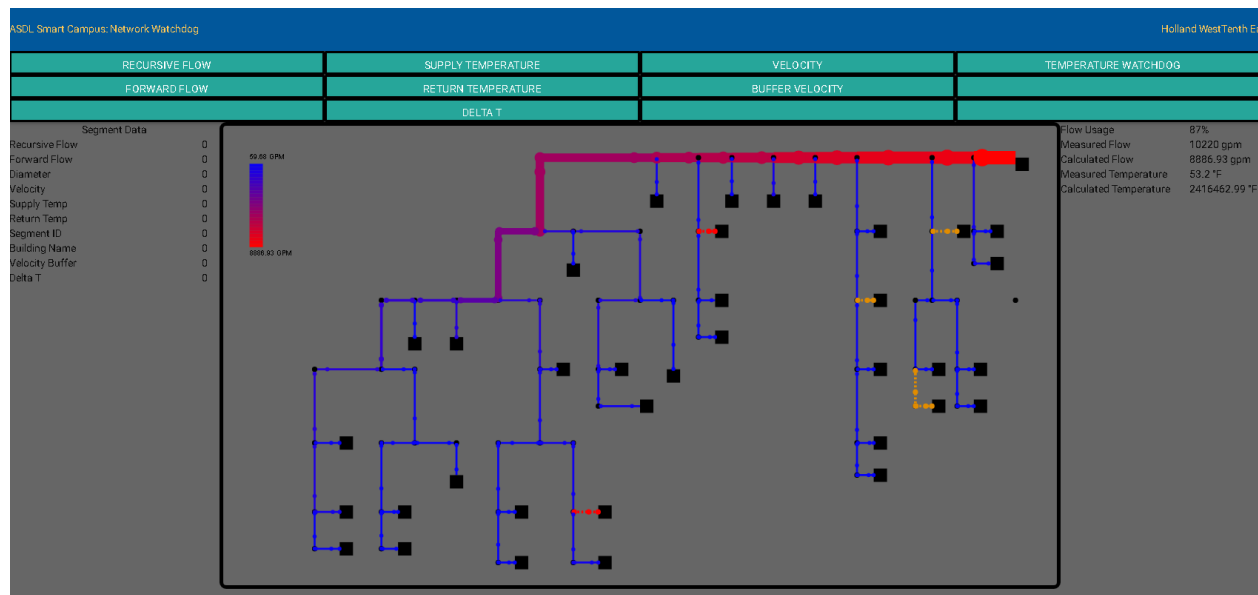 ASDL Smart Campus: Network Watchdog
Holland WestTenth
RECURSIVE FLOW
SUPPLY TEMPERATURE
VELOCITY
TEMPERATURE WATCHDOG
FORWARD FLOW
RETURN TEMPERATURE
BUFFER VELOCITY
DELTA T
Segment Data
Recursive Flow 0
Forward Flow 0
Diameter 0
Velocity 0
Supply Temp 0
Return Temp 0
Segment ID 0
Building Name 0
Velocity Buffer 0
Delta T 0
59.68 GPM
8886.93 GPM
Flow Usage 87%
Measured Flow 10220 gpm
Calculated Flow 8886.93 gpm
Measured Temperature 53.2 °F
Calculated Temperature 2416462.99 °F